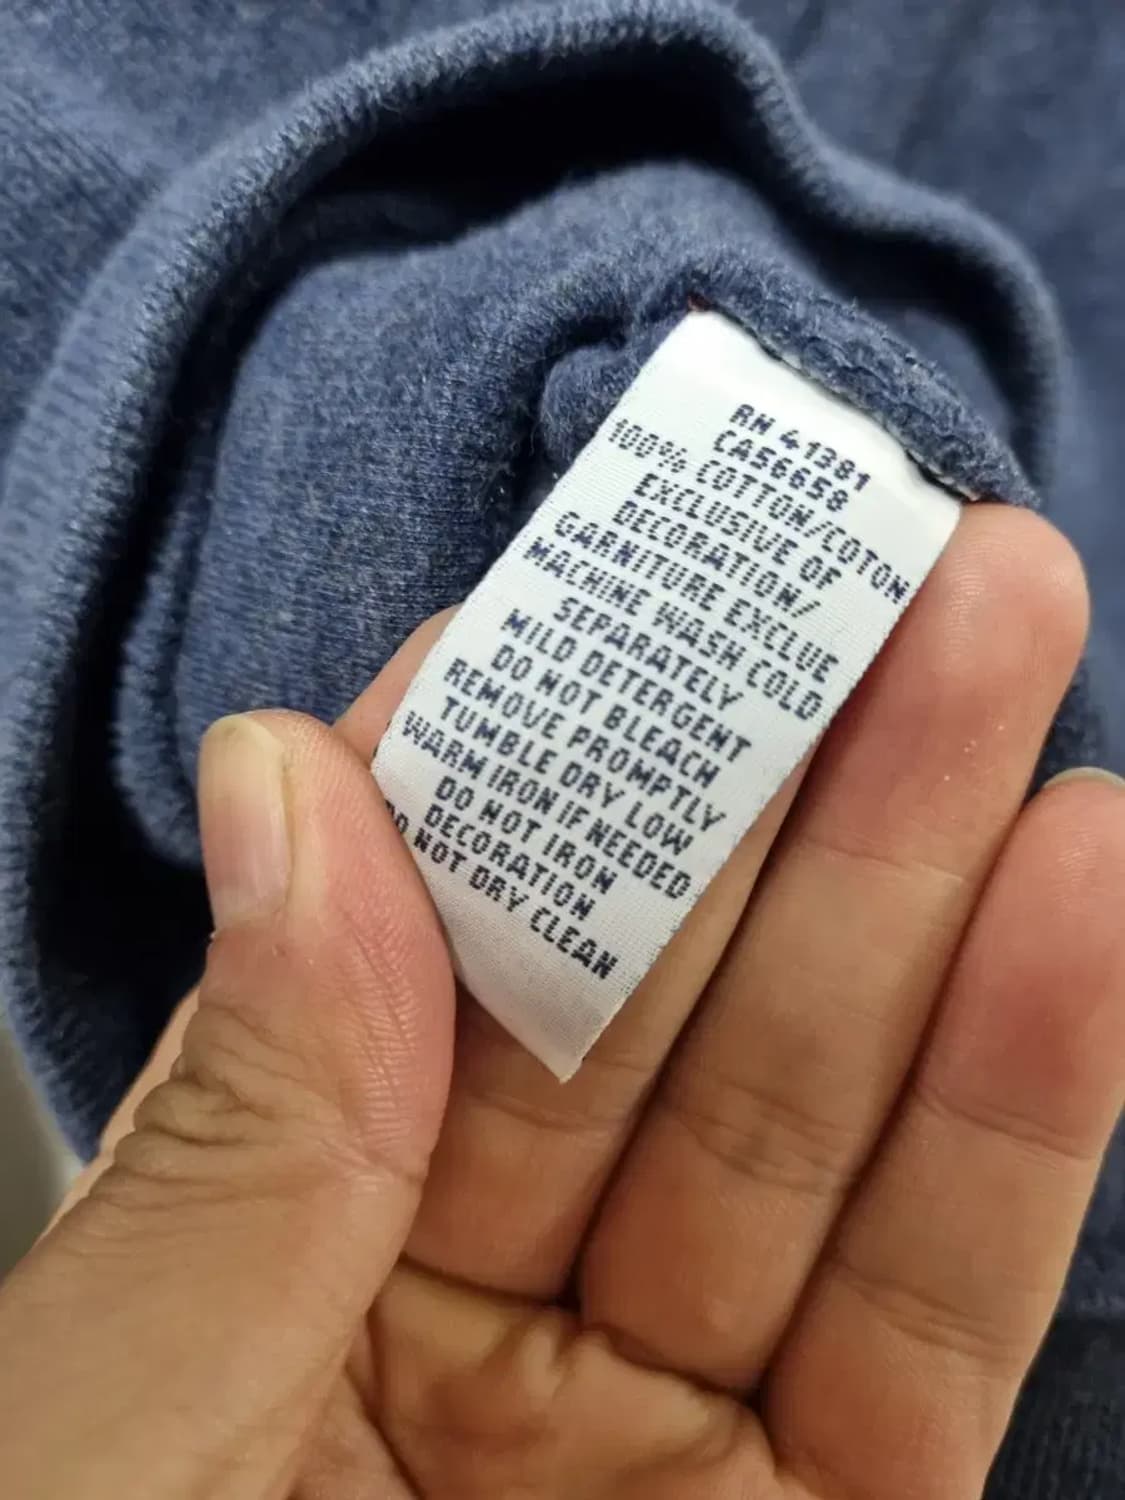 RN 41381
CA56658
100% COTTON/COTON
EXCLUSIVE OF
DECORATION/
GARNITURE EXCLUE
MACHINE WASH COLD
SEPARATELY
MILD DETERGENT
DO NOT BLEACH
REMOVE PROMPTLY
TUMBLE DRY LOW
WARM IRON IF NEEDED
DO NOT IRON
DECORATION
DO NOT DRY CLEAN